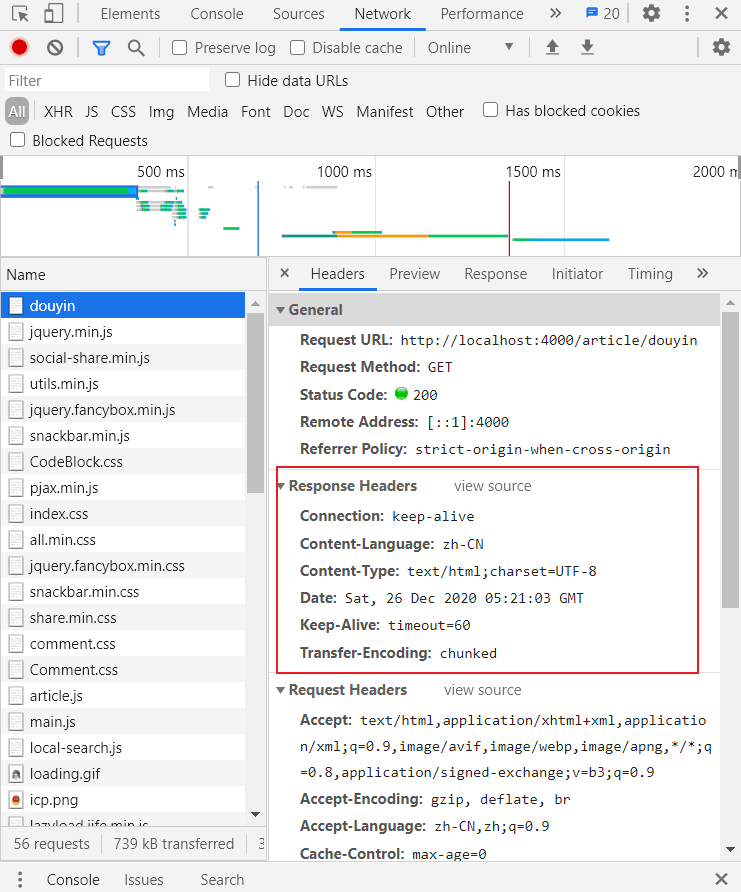 Elements Console Sources Network Performance 20
Preserve log Disable cache Online
Filter Hide data URLs
All XHR JS CSS Img Media Font Doc WS Manifest Other Has blocked cookies
Blocked Requests
500 ms 1000 ms 1500 ms 2000 m
Name
douyin
jquery.min.js
social-share.min.js
utils.min.js
jquery.fancybox.min.js
snackbar.min.js
CodeBlock.css
pjax.min.js
index.css
all.min.css
jquery.fancybox.min.css
snackbar.min.css
share.min.css
comment.css
Comment.css
article.js
main.js
local-search.js
loading.gif
icp.png
lazyload.iife.min.js
56 requests 739 kB transferred 3
Headers Preview Response Initiator Timing
General
Request URL: http://localhost:4000/article/douyin
Request Method: GET
Status Code: 200
Remote Address: [::1]:4000
Referrer Policy: strict-origin-when-cross-origin
Response Headers view source
Connection: keep-alive
Content-Language: zh-CN
Content-Type: text/html;charset=UTF-8
Date: Sat, 26 Dec 2020 05:21:03 GMT
Keep-Alive: timeout=60
Transfer-Encoding: chunked
Request Headers view source
Accept: text/html,application/xhtml+xml,applicatio
n/xml;q=0.9,image/avif,image/webp,image/apng,*/*;q
=0.8,application/signed-exchange;v=b3;q=0.9
Accept-Encoding: gzip, deflate, br
Accept-Language: zh-CN,zh;q=0.9
Cache-Control: max-age=0
Console Issues Search